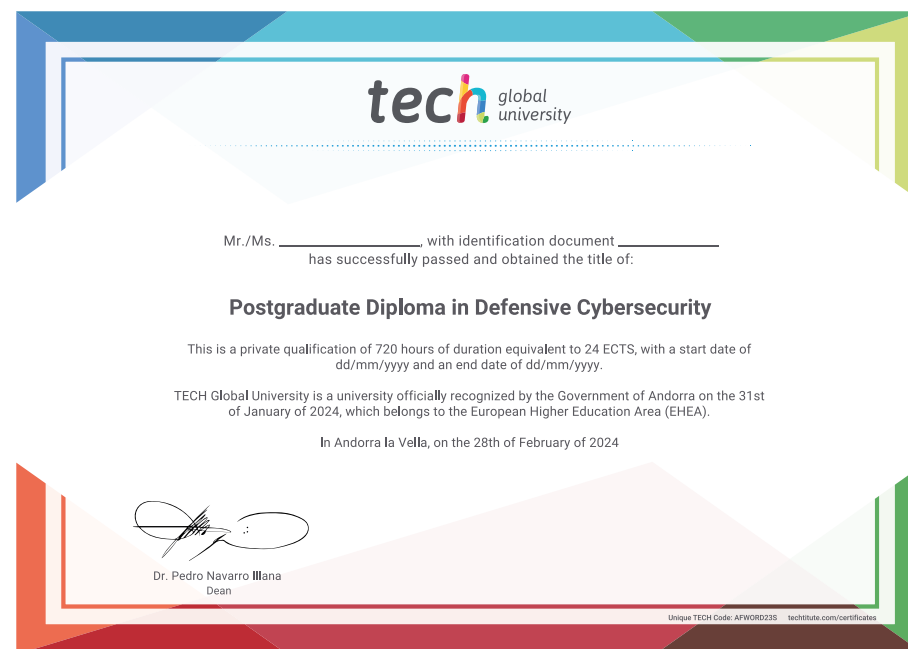 tech global
university
Mr./Ms. ____________________, with identification document ______________
has successfully passed and obtained the title of:
Postgraduate Diploma in Defensive Cybersecurity
This is a private qualification of 720 hours of duration equivalent to 24 ECTS, with a start date of
dd/mm/yyyy and an end date of dd/mm/yyyy.
TECH Global University is a university officially recognized by the Government of Andorra on the 31st
of January of 2024, which belongs to the European Higher Education Area (EHEA).
In Andorra la Vella, on the 28th of February of 2024
Dr. Pedro Navarro Illana
Dean
Unique TECH Code: AFWORD23S techtitute.com/certificates